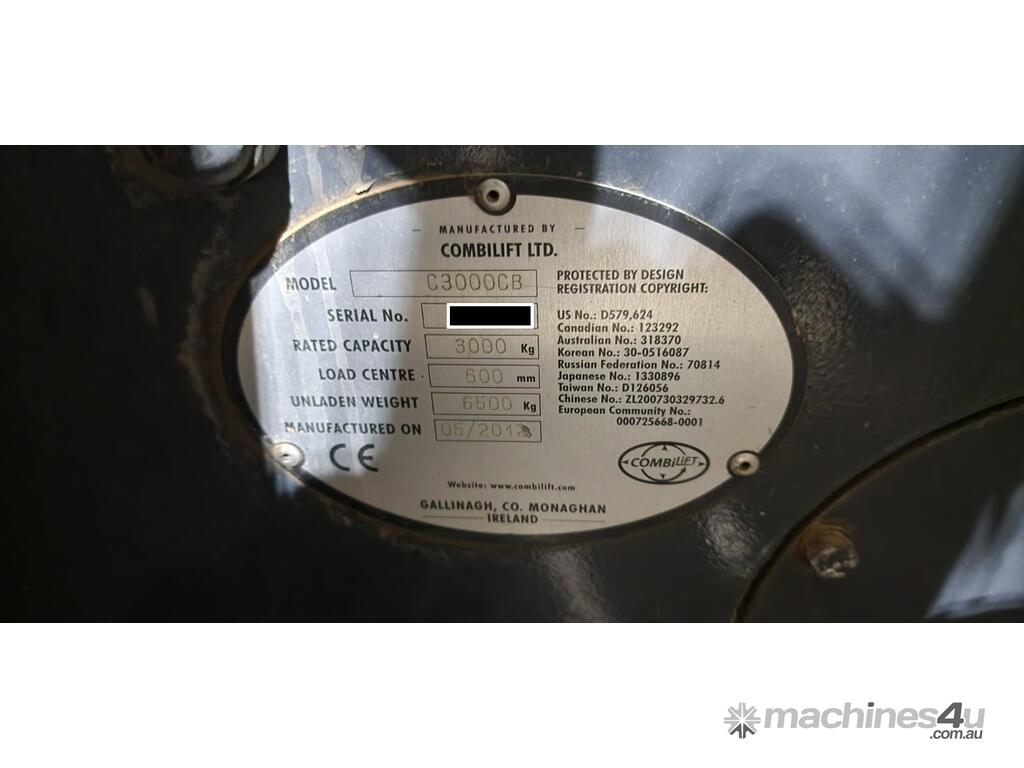 MANUFACTURED BY
COMBILIFT LTD.
MODEL C3000CB
SERIAL No.
RATED CAPACITY 3000 Kg
LOAD CENTRE 600 mm
UNLADEN WEIGHT 6500 Kg
MANUFACTURED ON 05/2012
CE
PROTECTED BY DESIGN
REGISTRATION COPYRIGHT:
US No.: D579,624
Canadian No.: 123292
Australian No.: 318370
Korean No.: 30-0516087
Russian Federation No.: 70814
Japanese No.: 1330896
Taiwan No.: D126056
Chinese No.: ZL200730329732.6
European Community No.:
000725668-0001
COMBiLiFT
Website: www.combilift.com
GALLINAGH, CO. MONAGHAN
IRELAND
machines4u
.com.au